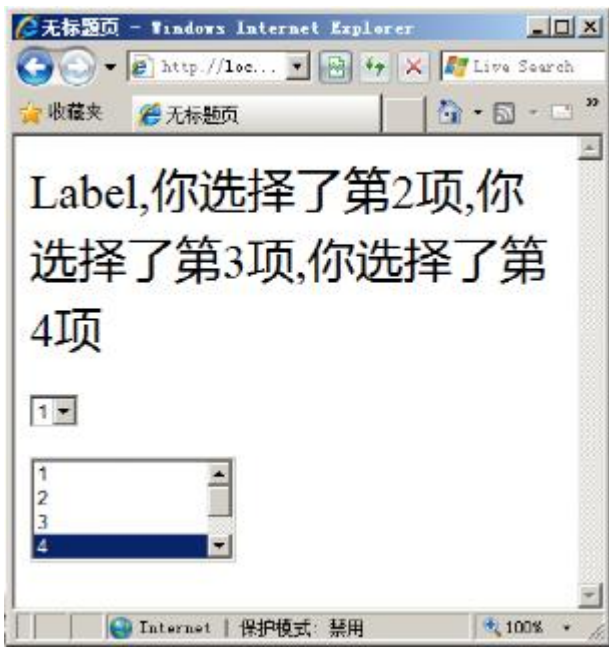 无标题页 - Windows Internet Explorer
http://loc... Live Search
收藏夹 无标题页 »
Label,你选择了第2项,你
选择了第3项,你选择了第
4项
1
1
2
3
4
Internet | 保护模式: 禁用 100%